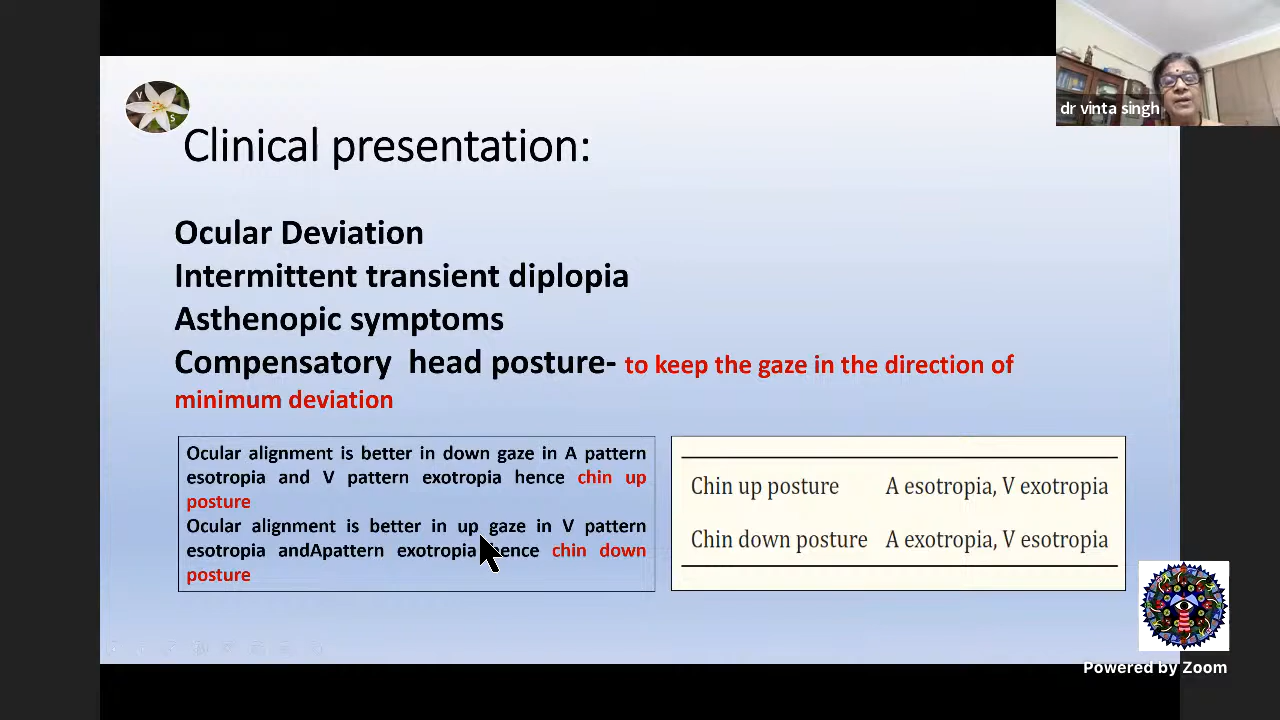 dr vinta singh
V
S
Clinical presentation:
Ocular Deviation
Intermittent transient diplopia
Asthenopic symptoms
Compensatory head posture- to keep the gaze in the direction of
minimum deviation
Ocular alignment is better in down gaze in A pattern
esotropia and V pattern exotropia hence chin up
posture
Ocular alignment is better in up gaze in V pattern
esotropia andApattern exotropia hence chin down
posture
Chin up posture A esotropia, V exotropia
Chin down posture A exotropia, V esotropia
Powered by Zoom